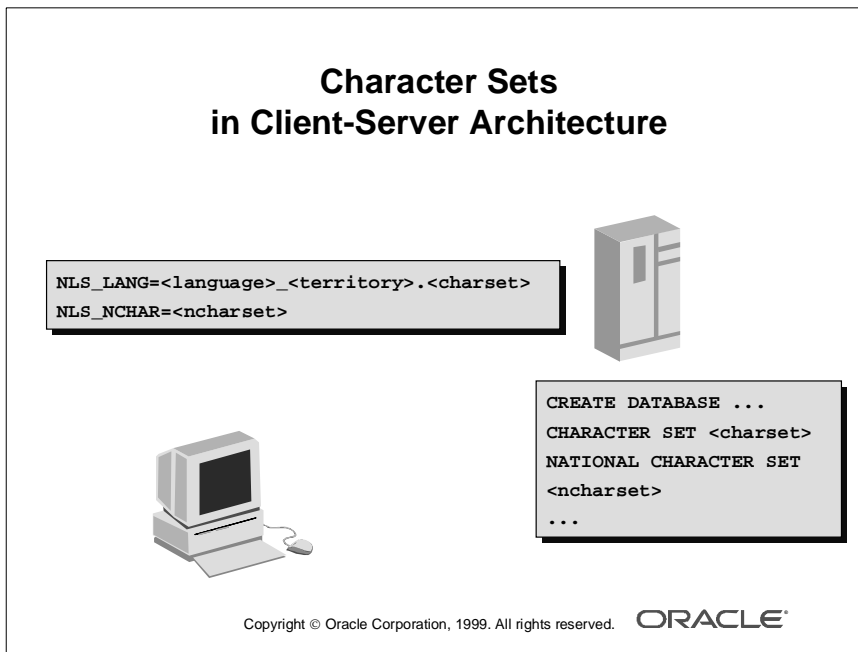 Character Sets
in Client-Server Architecture
NLS_LANG=<language>_<territory>.<charset>
NLS_NCHAR=<ncharset>
CREATE DATABASE ...
CHARACTER SET <charset>
NATIONAL CHARACTER SET
<ncharset>
...
Copyright © Oracle Corporation, 1999. All rights reserved. ORACLE®